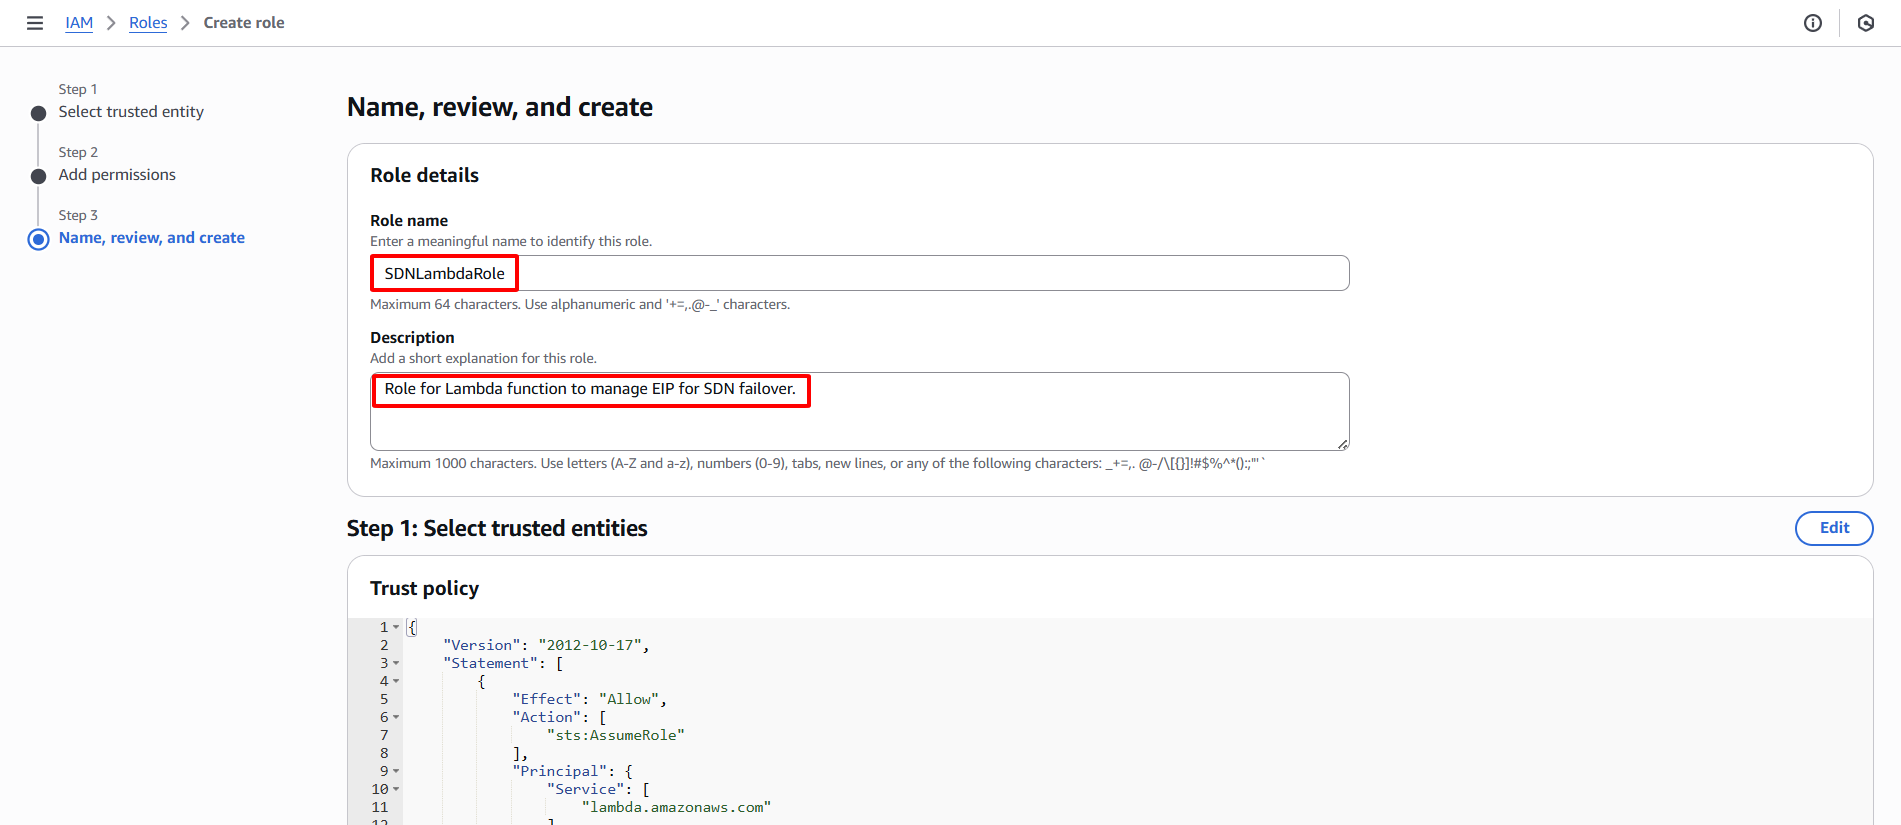 IAM > Roles > Create role
Step 1
Select trusted entity
Step 2
Add permissions
Step 3
Name, review, and create
Name, review, and create
Role details
Role name
Enter a meaningful name to identify this role.
SDNLambdaRole
Maximum 64 characters. Use alphanumeric and '+=,.@-_' characters.
Description
Add a short explanation for this role.
Role for Lambda function to manage EIP for SDN failover.
Maximum 1000 characters. Use letters (A-Z and a-z), numbers (0-9), tabs, new lines, or any of the following characters: _+=,. @-/\[{}]!#$%^*();:"'`
Step 1: Select trusted entities
Edit
Trust policy
1 {
2 "Version": "2012-10-17",
3 "Statement": [
4 {
5 "Effect": "Allow",
6 "Action": [
7 "sts:AssumeRole"
8 ],
9 "Principal": {
10 "Service": [
11 "lambda.amazonaws.com"
12 ]